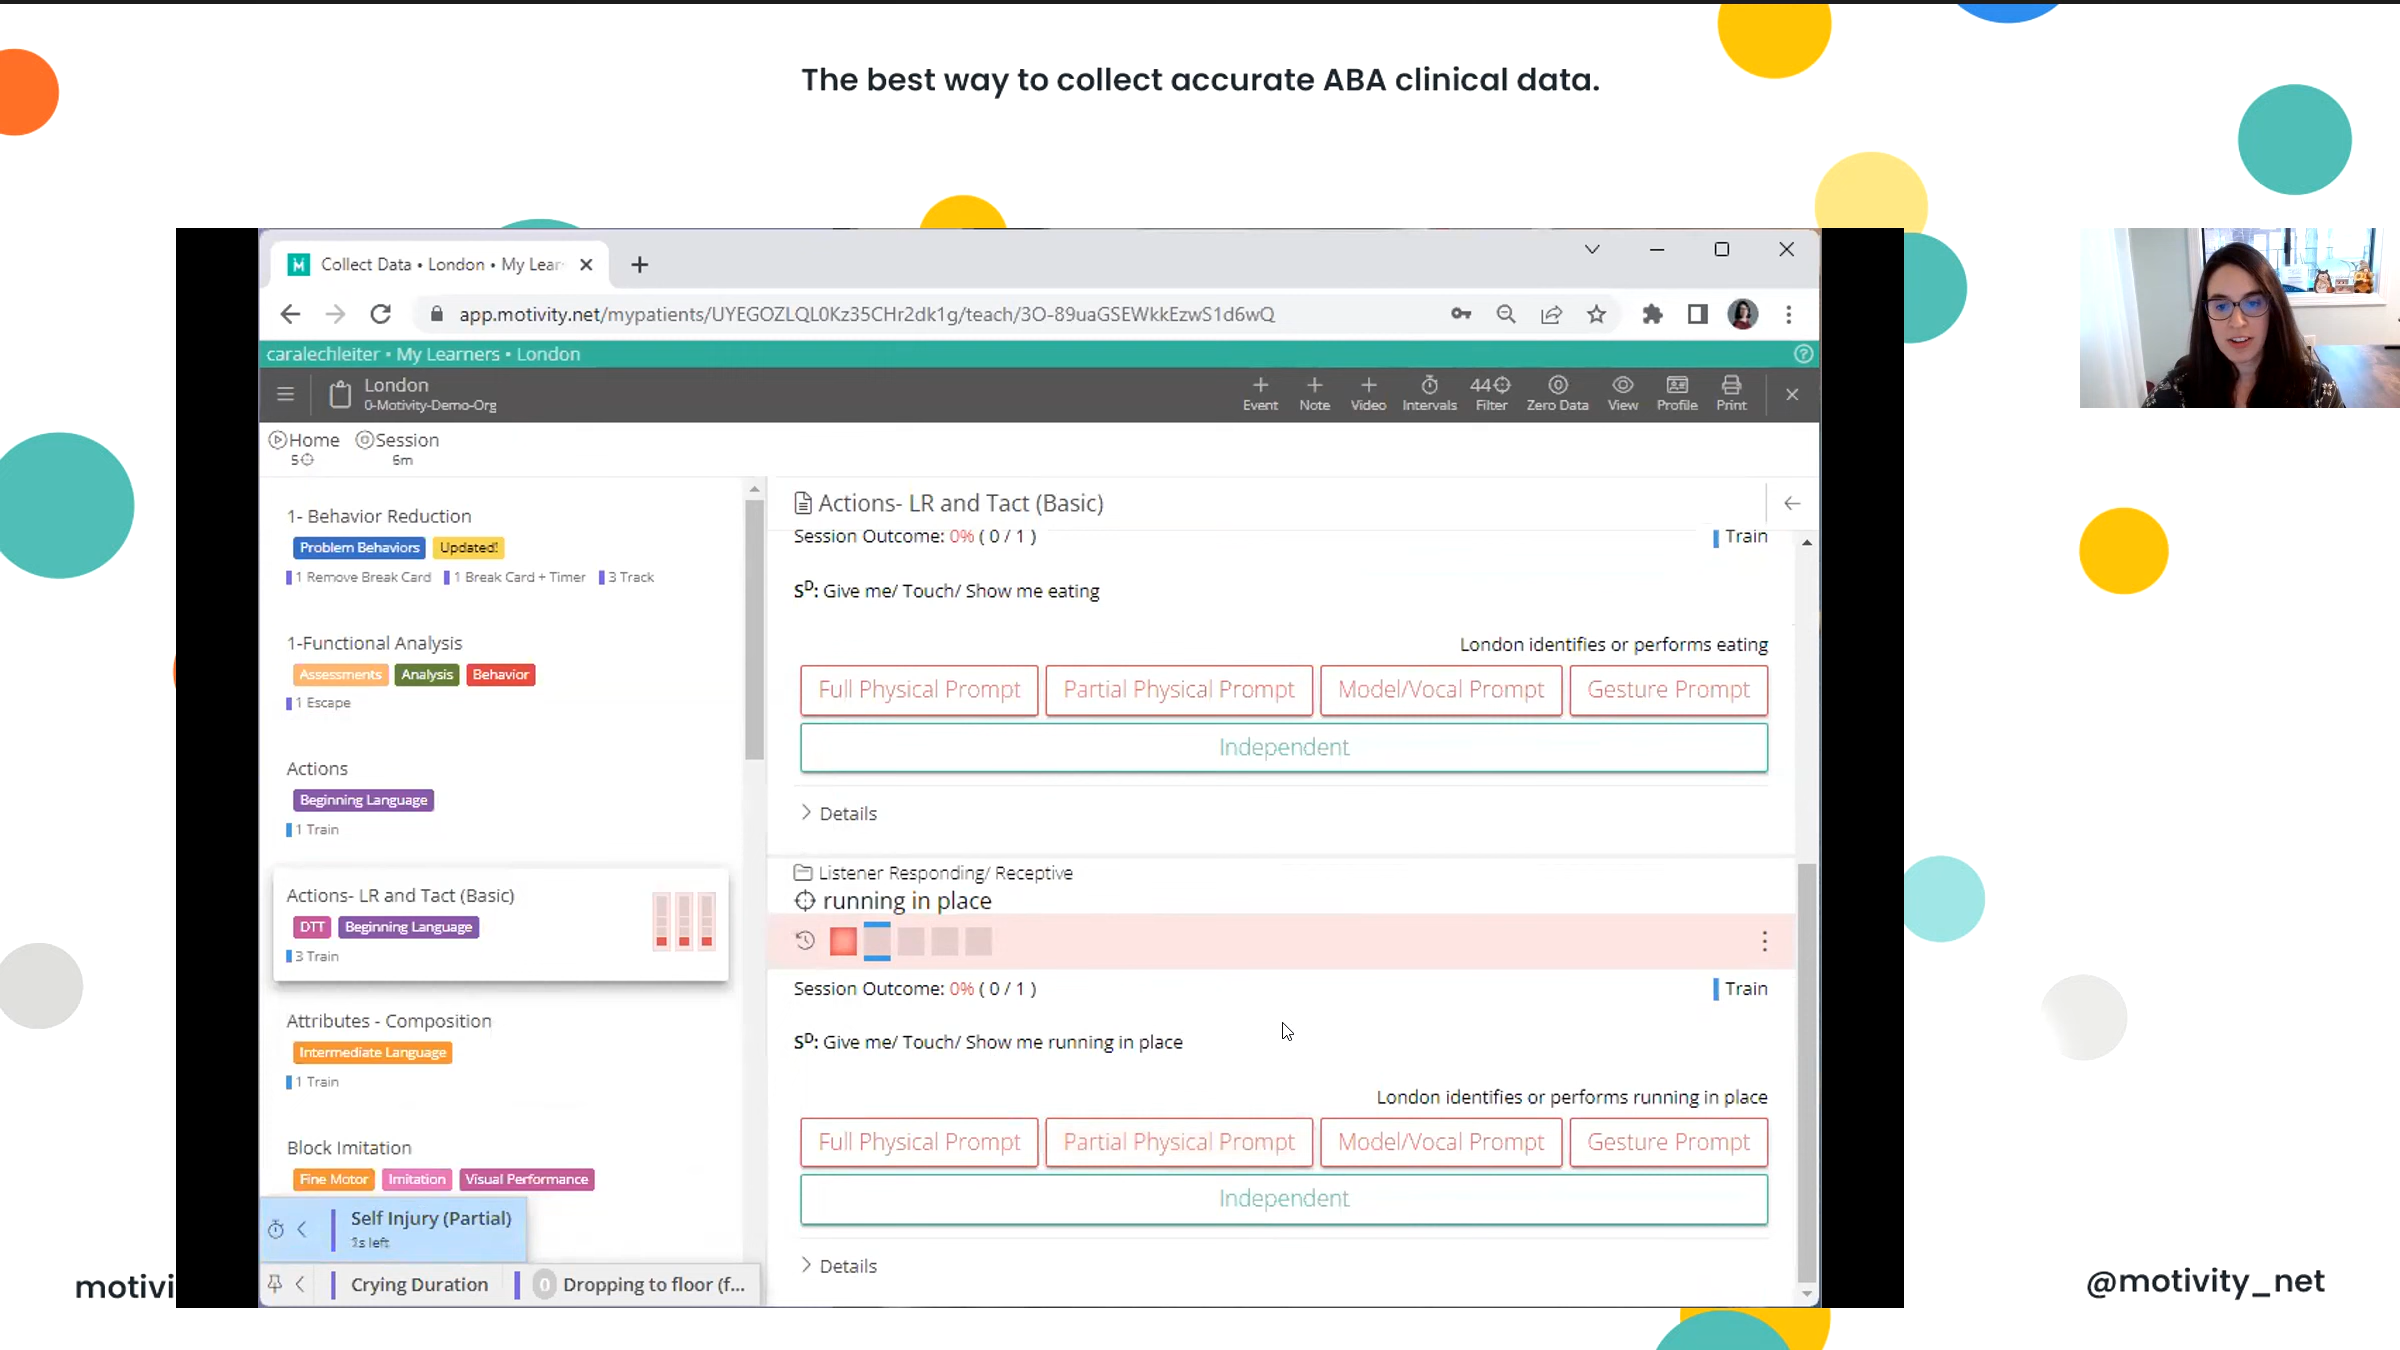 The best way to collect accurate ABA clinical data.
Collect Data • London • My Lear
app.motivity.net/mypatients/UYEGOZLQL0Kz35CHr2dk1g/teach/3O-89uaGSEWkkEzwS1d6wQ
caralechleiter • My Learners • London
London
0-Motivity-Demo-Org
Event
Note
Video
Intervals
44
Filter
Zero Data
View
Profile
Print
Home
5
Session
6m
1- Behavior Reduction
Problem Behaviors Updated!
1 Remove Break Card 1 Break Card + Timer 3 Track
1-Functional Analysis
Assessments Analysis Behavior
1 Escape
Actions
Beginning Language
1 Train
Actions- LR and Tact (Basic)
DTT Beginning Language
3 Train
Attributes - Composition
Intermediate Language
1 Train
Block Imitation
Fine Motor Imitation Visual Performance
Self Injury (Partial)
1s left
Crying Duration 0 Dropping to floor (f...
Actions- LR and Tact (Basic)
Session Outcome: 0% ( 0 / 1 ) Train
SD: Give me/ Touch/ Show me eating
London identifies or performs eating
Full Physical Prompt Partial Physical Prompt Model/Vocal Prompt Gesture Prompt
Independent
Details
Listener Responding/ Receptive
running in place
Session Outcome: 0% ( 0 / 1 ) Train
SD: Give me/ Touch/ Show me running in place
London identifies or performs running in place
Full Physical Prompt Partial Physical Prompt Model/Vocal Prompt Gesture Prompt
Independent
Details
motivi
@motivity_net